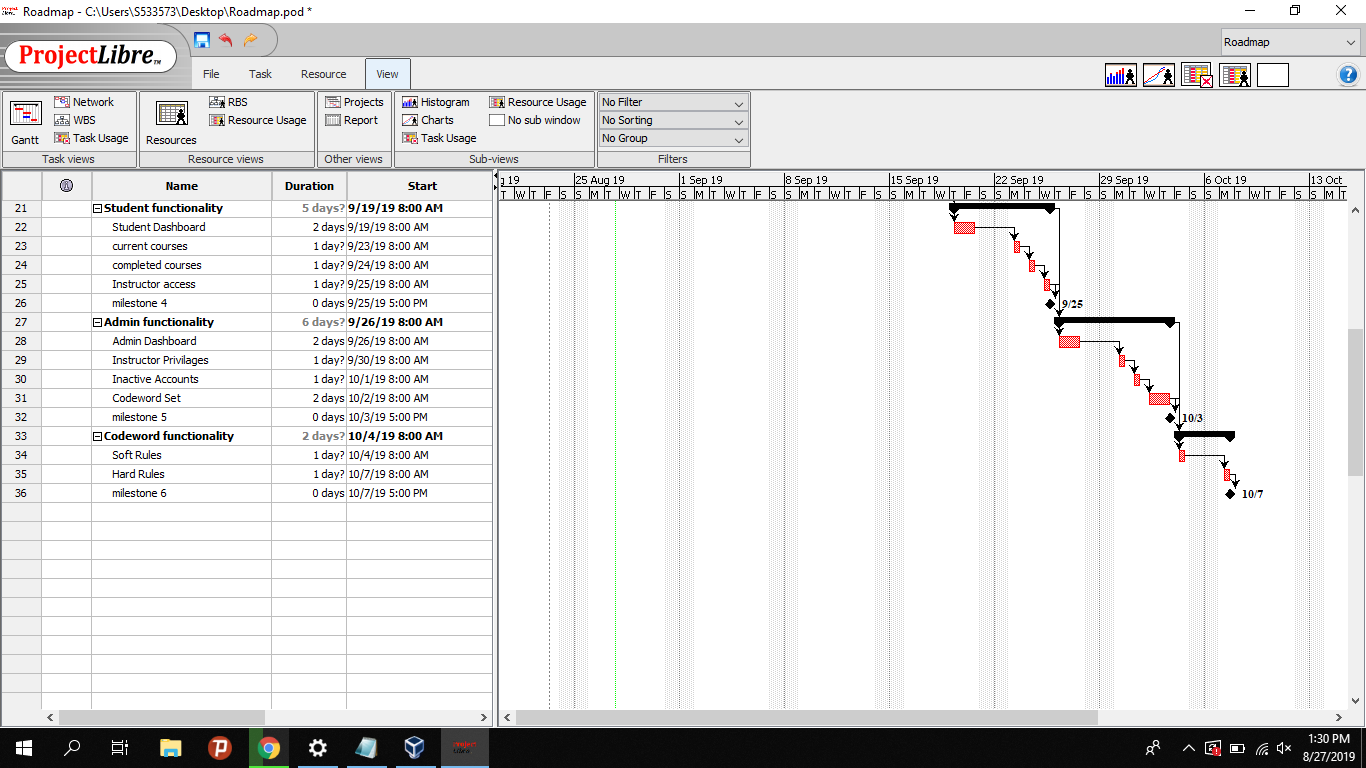 Project Libre Roadmap - C:\Users\S533573\Desktop\Roadmap.pod *
ProjectLibre TM
Roadmap
File Task Resource View
Gantt
Network
WBS
Task Usage
Task views
Resources
RBS
Resource Usage
Resource views
Projects
Report
Other views
Histogram
Charts
Task Usage
Resource Usage
No sub window
Sub-views
No Filter
No Sorting
No Group
Filters
Name Duration Start
21 Student functionality 5 days? 9/19/19 8:00 AM
22 Student Dashboard 2 days 9/19/19 8:00 AM
23 current courses 1 day? 9/23/19 8:00 AM
24 completed courses 1 day? 9/24/19 8:00 AM
25 Instructor access 1 day? 9/25/19 8:00 AM
26 milestone 4 0 days 9/25/19 5:00 PM
27 Admin functionality 6 days? 9/26/19 8:00 AM
28 Admin Dashboard 2 days 9/26/19 8:00 AM
29 Instructor Privilages 1 day? 9/30/19 8:00 AM
30 Inactive Accounts 1 day? 10/1/19 8:00 AM
31 Codeword Set 2 days 10/2/19 8:00 AM
32 milestone 5 0 days 10/3/19 5:00 PM
33 Codeword functionality 2 days? 10/4/19 8:00 AM
34 Soft Rules 1 day? 10/4/19 8:00 AM
35 Hard Rules 1 day? 10/7/19 8:00 AM
36 milestone 6 0 days 10/7/19 5:00 PM
19 25 Aug 19 1 Sep 19 8 Sep 19 15 Sep 19 22 Sep 19 29 Sep 19 6 Oct 19 13 Oct
T W T F S S M T W T F S S M T W T F S S M T W T F S S M T W T F S S M T W T F S S M T W T F S S M T W T F S S M T
9/25
10/3
10/7
Project Libre
1:30 PM
8/27/2019